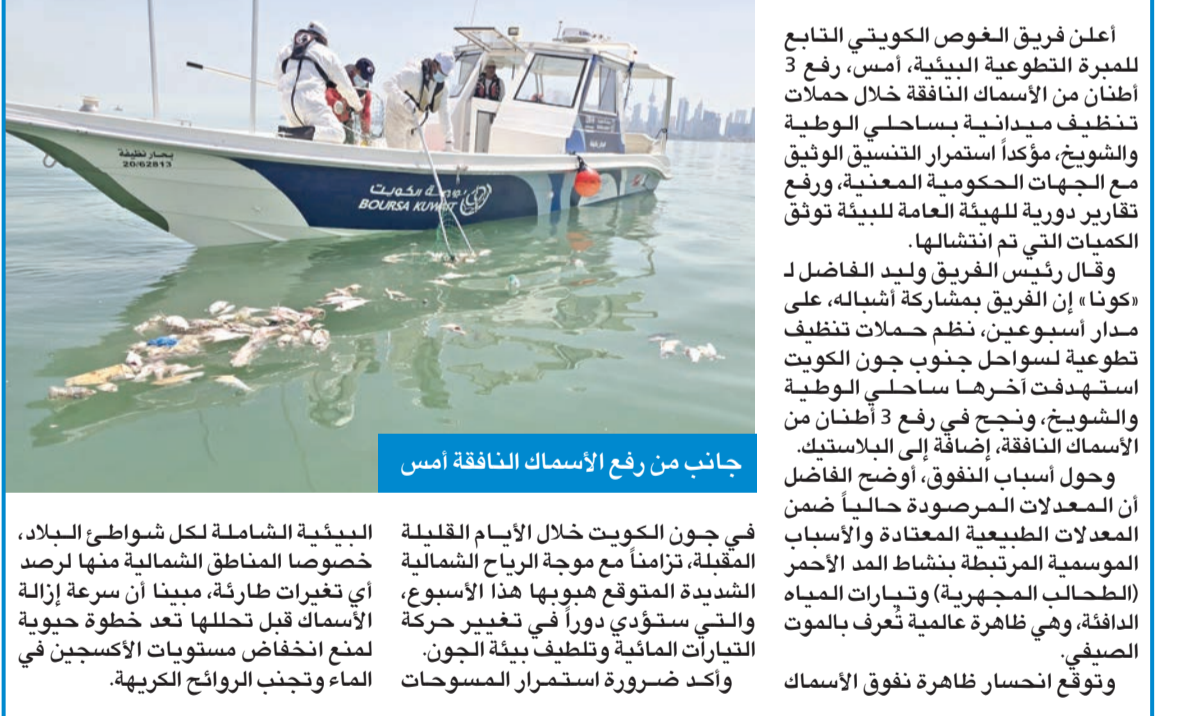 أعلن فريق الغوص الكويتي التابع
للمبرة التطوعية البيئية، أمس، رفع 3
أطنان من الأسماك النافقة خلال حملات
تنظيف ميدانية بساحلي الوطية
والشويخ، مؤكداً استمرار التنسيق الوثيق
مع الجهات الحكومية المعنية، ورفع
تقارير دورية للهيئة العامة للبيئة توثق
الكميات التي تم انتشالها.
وقال رئيس الفريق وليد الفاضل لـ
«كونا» إن الفريق بمشاركة أشباله، على
مدار أسبوعين، نظم حملات تنظيف
تطوعية لسواحل جنوب جون الكويت
استهدفت آخرها ساحلي الوطية
والشويخ، ونجح في رفع 3 أطنان من
الأسماك النافقة، إضافة إلى البلاستيك.
وحول أسباب النفوق، أوضح الفاضل
أن المعدلات المرصودة حالياً ضمن
المعدلات الطبيعية المعتادة والأسباب
الموسمية المرتبطة بنشاط المد الأحمر
(الطحالب المجهرية) وتيارات المياه
الدافئة، وهي ظاهرة عالمية تُعرف بالموت
الصيفي.
وتوقع انحسار ظاهرة نفوق الأسماك
في جون الكويت خلال الأيام القليلة
المقبلة، تزامناً مع موجة الرياح الشمالية
الشديدة المتوقع هبوبها هذا الأسبوع،
والتي ستؤدي دوراً في تغيير حركة
التيارات المائية وتلطيف بيئة الجون.
وأكد ضرورة استمرار المسوحات
البيئية الشاملة لكل شواطئ البلاد،
خصوصا المناطق الشمالية منها لرصد
أي تغيرات طارئة، مبينا أن سرعة إزالة
الأسماك قبل تحللها تعد خطوة حيوية
لمنع انخفاض مستويات الأكسجين في
الماء وتجنب الروائح الكريهة.
جانب من رفع الأسماك النافقة أمس
بحار نظيفة
20/62813
بورصة الكويت
BOURSA KUWAIT